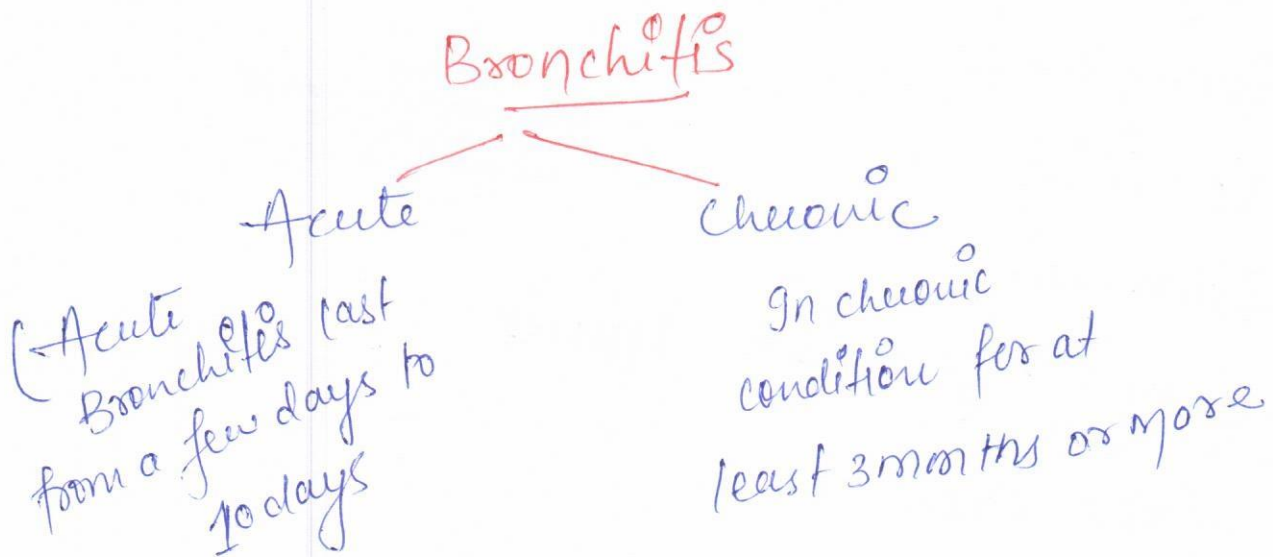 Bronchitis
Acute
Chronic
(Acute
Bronchitis last
from a few days to
10 days
In chronic
condition for at
least 3 months or more